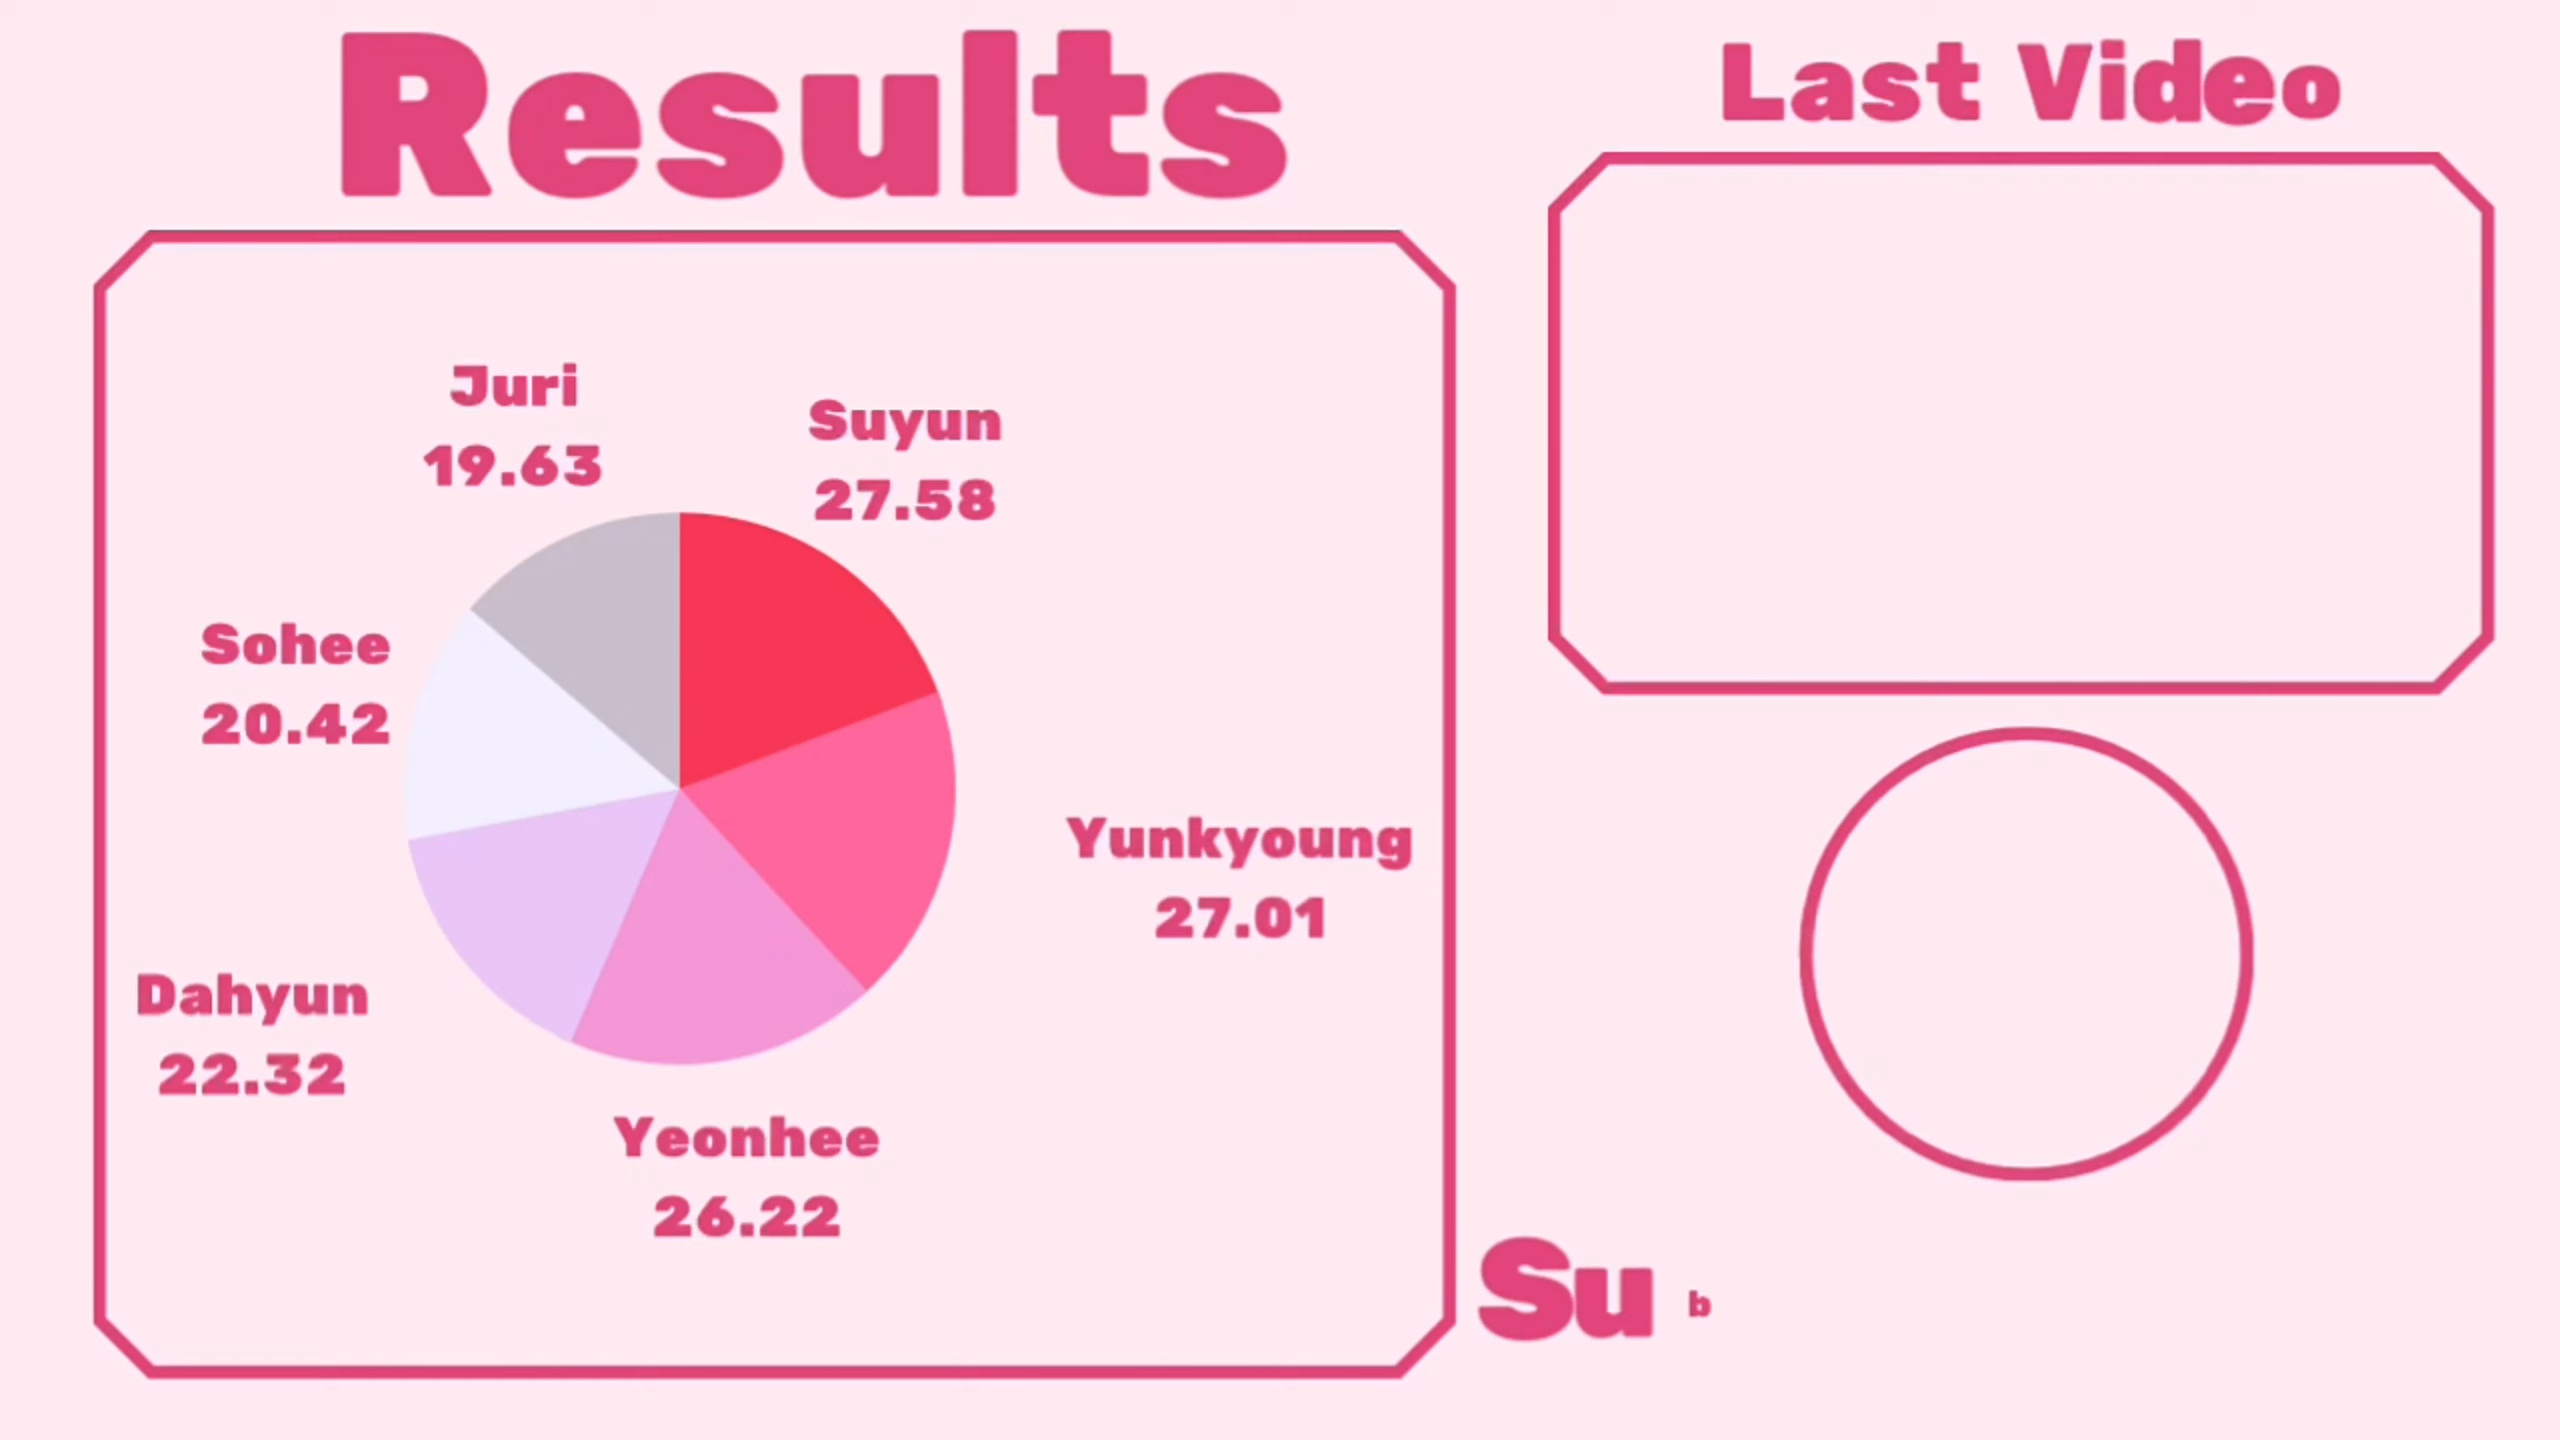 Results
Last Video
Juri
19.63
Suyun
27.58
Sohee
20.42
Yunkyoung
27.01
Dahyun
22.32
Yeonhee
26.22
Su b